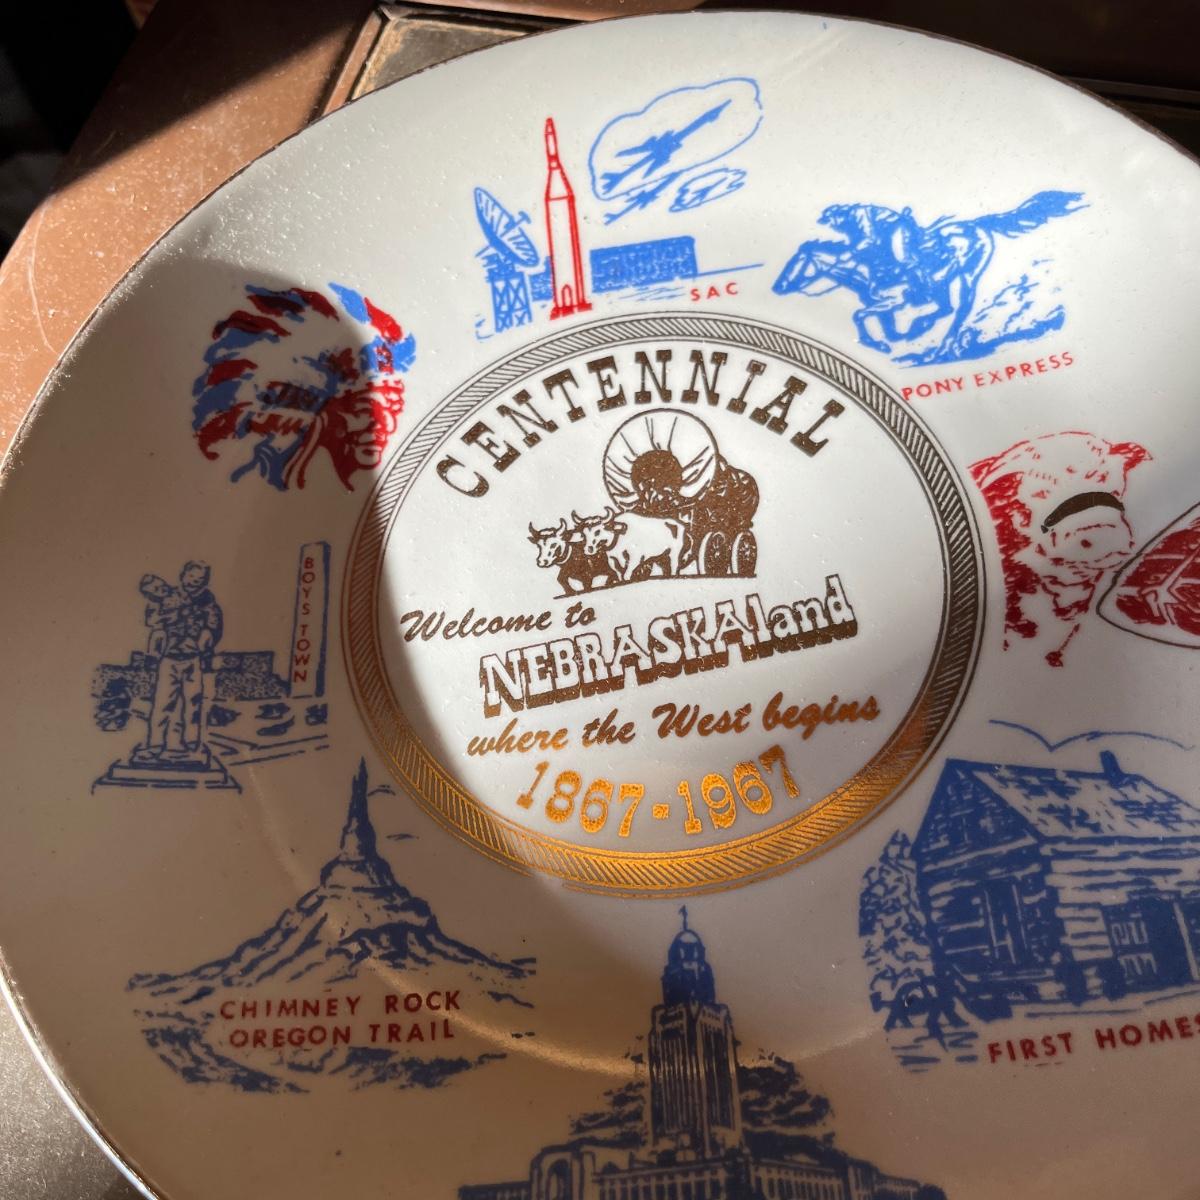 SAC
PONY EXPRESS
CENTENNIAL
Welcome to
NEBRASKAland
where the West begins
1867-1967
BOYS TOWN
CHIMNEY ROCK
OREGON TRAIL
FIRST HOMES